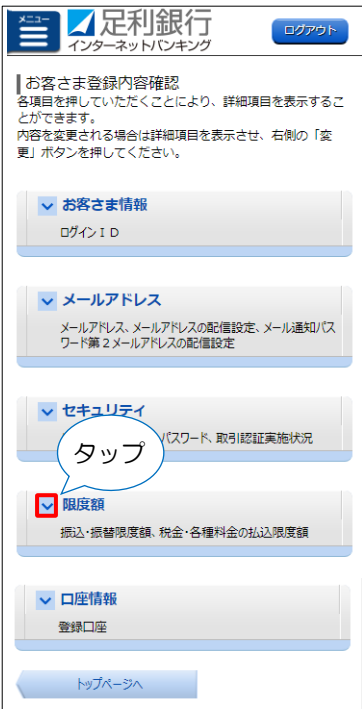 メニュー
足利銀行
インターネットバンキング
ログアウト
お客さま登録内容確認
各項目を押していただくことにより、詳細項目を表示するこ
とができます。
内容を変更される場合は詳細項目を表示させ、右側の「変
更」ボタンを押してください。
お客さま情報
ログインＩＤ
メールアドレス
メールアドレス、メールアドレスの配信設定、メール通知パス
ワード第２メールアドレスの配信設定
セキュリティ
パスワード、取引認証実施状況
タップ
限度額
振込・振替限度額、税金・各種料金の払込限度額
口座情報
登録口座
トップページへ